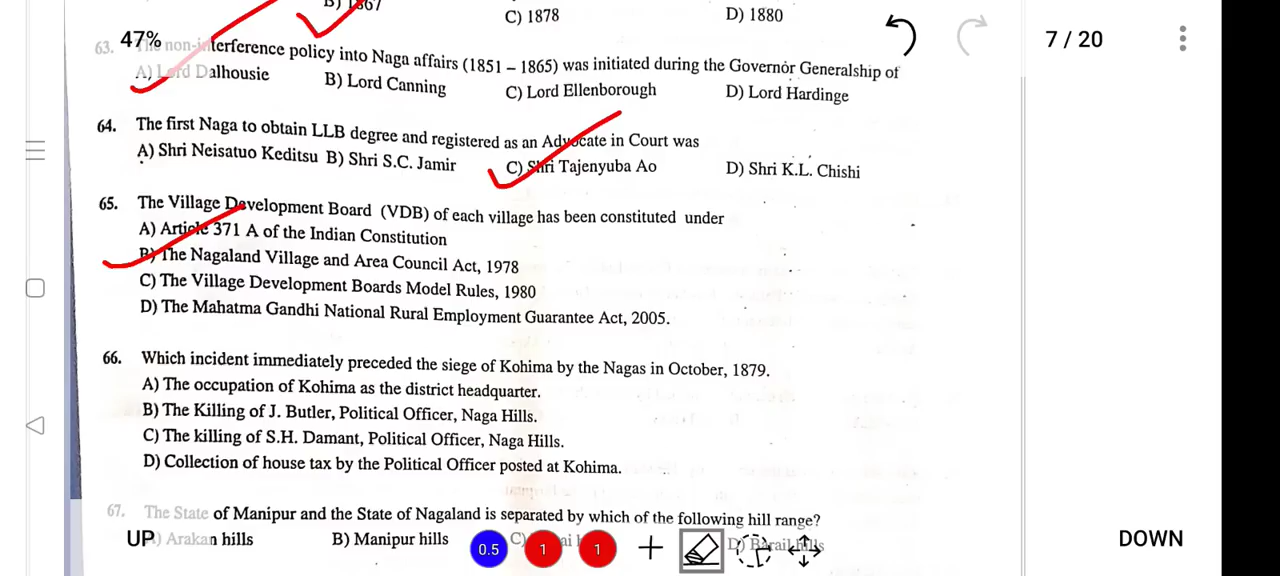 B) 1867
C) 1878
D) 1880
47%
7 / 20
63. The non-interference policy into Naga affairs (1851 – 1865) was initiated during the Governor Generalship of
A) Lord Dalhousie B) Lord Canning C) Lord Ellenborough D) Lord Hardinge
64. The first Naga to obtain LLB degree and registered as an Advocate in Court was
A) Shri Neisatuo Keditsu B) Shri S.C. Jamir C) Shri Tajenyuba Ao D) Shri K.L. Chishi
65. The Village Development Board (VDB) of each village has been constituted under
A) Article 371 A of the Indian Constitution
B) The Nagaland Village and Area Council Act, 1978
C) The Village Development Boards Model Rules, 1980
D) The Mahatma Gandhi National Rural Employment Guarantee Act, 2005.
66. Which incident immediately preceded the siege of Kohima by the Nagas in October, 1879.
A) The occupation of Kohima as the district headquarter.
B) The Killing of J. Butler, Political Officer, Naga Hills.
C) The killing of S.H. Damant, Political Officer, Naga Hills.
D) Collection of house tax by the Political Officer posted at Kohima.
67. The State of Manipur and the State of Nagaland is separated by which of the following hill range?
UP A) Arakan hills B) Manipur hills C) D) Barail hills
0.5 1 1
DOWN